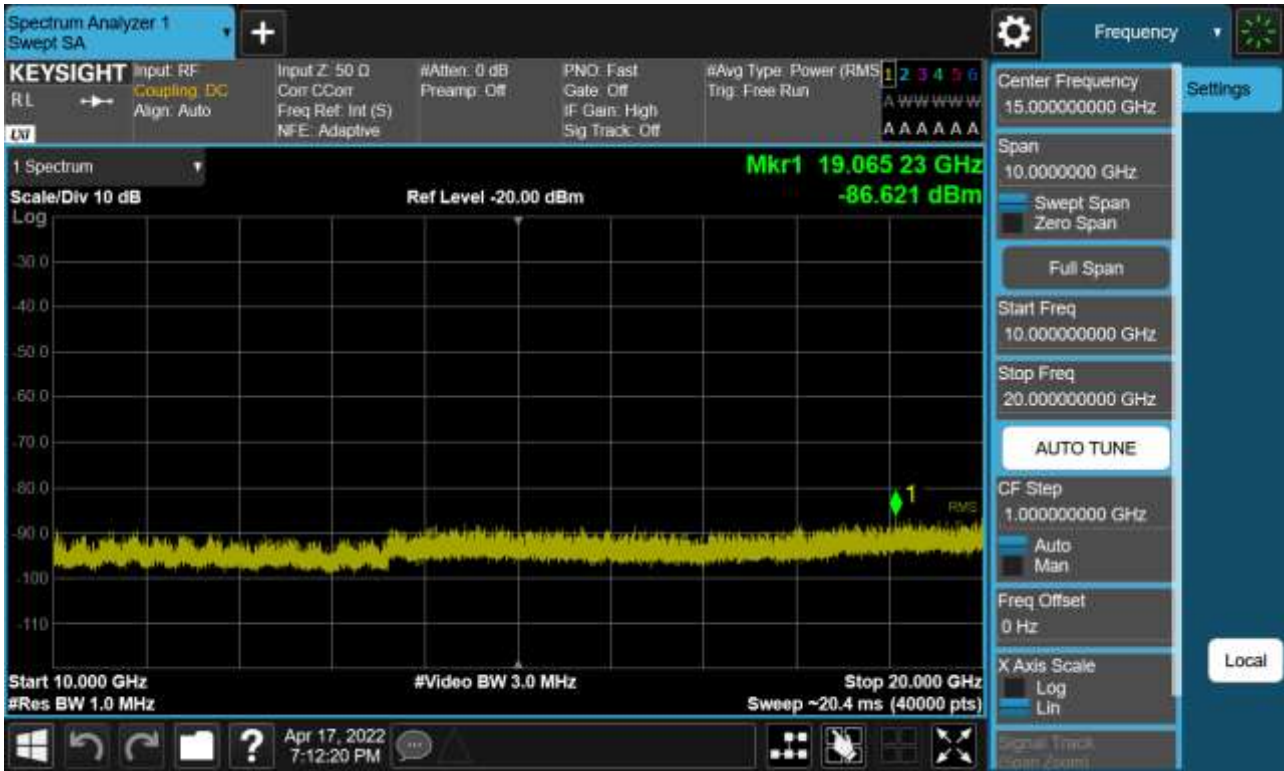 Spectrum Analyzer 1
Swept SA
+
Frequency
KEYSIGHT
RL
LXI
Input: RF
Coupling: DC
Align: Auto
Input Z: 50 Ω
Corr CCorr
Freq Ref: Int (S)
NFE: Adaptive
#Atten: 0 dB
Preamp: Off
PNO: Fast
Gate: Off
IF Gain: High
Sig Track: Off
#Avg Type: Power (RMS
Trig: Free Run
1 2 3 4 5 6
A W W W W W
A A A A A A
1 Spectrum
Scale/Div 10 dB
Ref Level -20.00 dBm
Mkr1 19.065 23 GHz
-86.621 dBm
Log
-30.0
-40.0
-50.0
-60.0
-70.0
-80.0
-90.0
-100
-110
1
RMS
Start 10.000 GHz
#Res BW 1.0 MHz
#Video BW 3.0 MHz
Stop 20.000 GHz
Sweep ~20.4 ms (40000 pts)
?
Apr 17, 2022
7:12:20 PM
Center Frequency
15.000000000 GHz
Span
10.0000000 GHz
Swept Span
Zero Span
Full Span
Start Freq
10.000000000 GHz
Stop Freq
20.000000000 GHz
AUTO TUNE
CF Step
1.000000000 GHz
Auto
Man
Freq Offset
0 Hz
X Axis Scale
Log
Lin
Signal Track
(Span Zoom)
Settings
Local